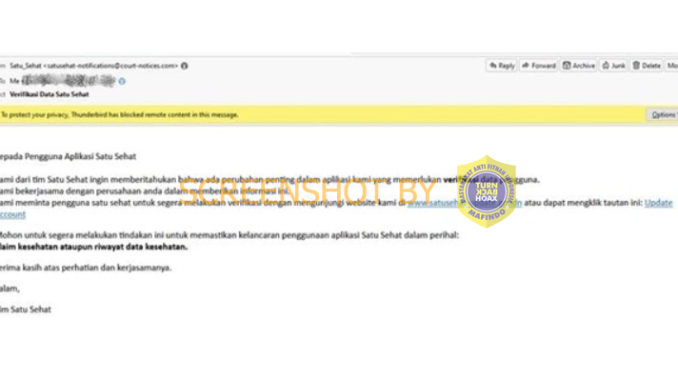 m Satu_Sehat <satusehat-notifications@court-notices.com>
Reply Forward Archive Junk Delete Mo
To Me
ct Verifikasi Data Satu Sehat
To protect your privacy, Thunderbird has blocked remote content in this message.
Options
epada Pengguna Aplikasi Satu Sehat
ami dari tim Satu Sehat ingin memberitahukan bahwa ada perubahan penting dalam aplikasi kami yang memerlukan verifikasi data pengguna.
ami bekerjasama dengan perusahaan anda dalam memberikan informasi ini.
ami meminta pengguna satu sehat untuk segera melakukan verifikasi dengan mengunjungi website kami di www.satuseh atau dapat mengklik tautan ini: Update
ccount
Mohon untuk segera melakukan tindakan ini untuk memastikan kelancaran penggunaan aplikasi Satu Sehat dalam perihal:
laim kesehatan ataupun riwayat data kesehatan.
erima kasih atas perhatian dan kerjasamanya.
alam,
im Satu Sehat
SCREENSHOT BY
MASYARAKAT ANTI FITNAH
TURN
BACK
HOAX
MAFINDO